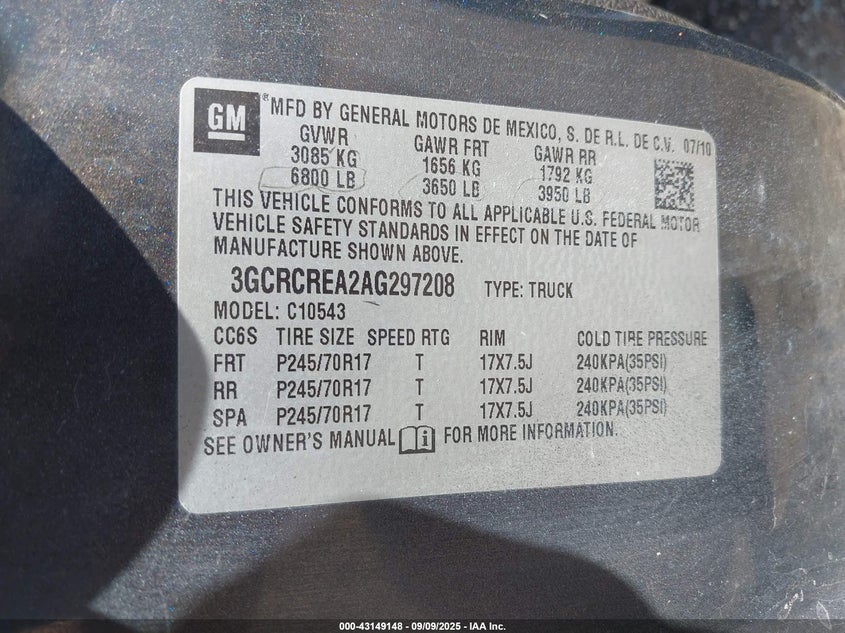 GM ®MFD BY GENERAL MOTORS DE MEXICO, S. DE R.L. DE C.V. 07/10
GVWR GAWR FRT GAWR RR
3085 KG 1656 KG 1792 KG
6800 LB 3650 LB 3950 LB
THIS VEHICLE CONFORMS TO ALL APPLICABLE U.S. FEDERAL MOTOR
VEHICLE SAFETY STANDARDS IN EFFECT ON THE DATE OF
MANUFACTURE SHOWN ABOVE.
3GCRCREA2AG297208 TYPE: TRUCK
MODEL: C10543
CC6S TIRE SIZE SPEED RTG RIM COLD TIRE PRESSURE
FRT P245/70R17 T 17X7.5J 240KPA(35PSI)
RR P245/70R17 T 17X7.5J 240KPA(35PSI)
SPA P245/70R17 T 17X7.5J 240KPA(35PSI)
SEE OWNER'S MANUAL FOR MORE INFORMATION.
000-43149148 - 09/09/2025 - IAA Inc.